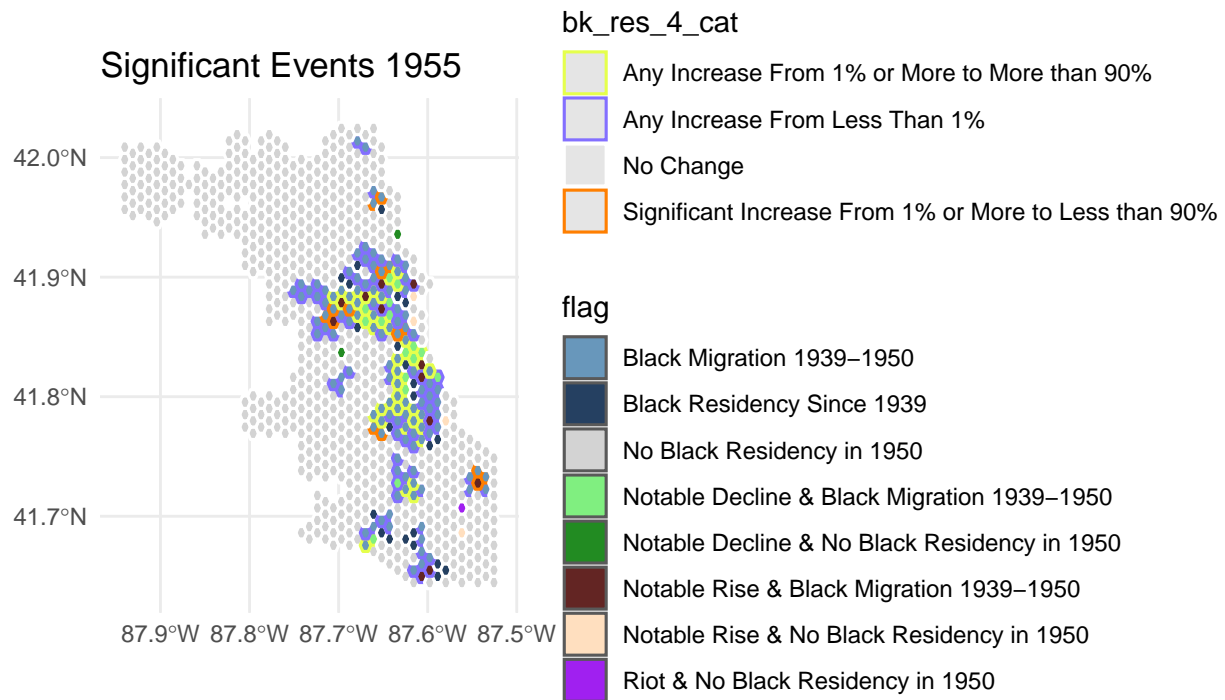 Significant Events 1955
42.0°N
41.9°N
41.8°N
41.7°N
87.9°W 87.8°W 87.7°W 87.6°W 87.5°W
bk_res_4_cat
Any Increase From 1% or More to More than 90%
Any Increase From Less Than 1%
No Change
Significant Increase From 1% or More to Less than 90%
flag
Black Migration 1939−1950
Black Residency Since 1939
No Black Residency in 1950
Notable Decline & Black Migration 1939−1950
Notable Decline & No Black Residency in 1950
Notable Rise & Black Migration 1939−1950
Notable Rise & No Black Residency in 1950
Riot & No Black Residency in 1950